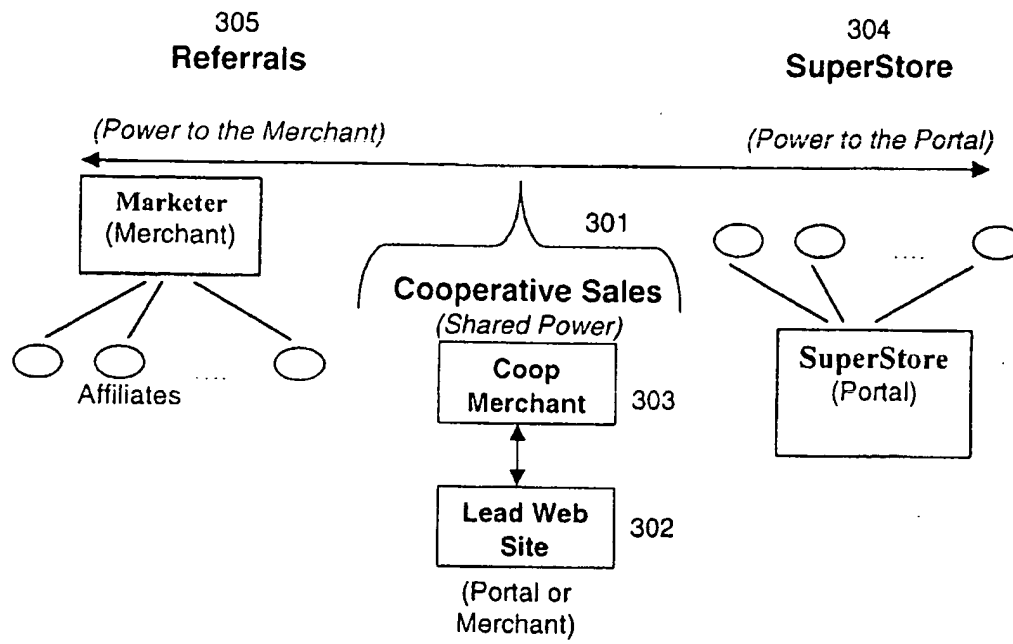 305
Referrals
304
SuperStore
(Power to the Merchant)
(Power to the Portal)
Marketer
(Merchant)
Affiliates
....
301
Cooperative Sales
(Shared Power)
Coop
Merchant
303
Lead Web
Site
302
(Portal or
Merchant)
....
SuperStore
(Portal)